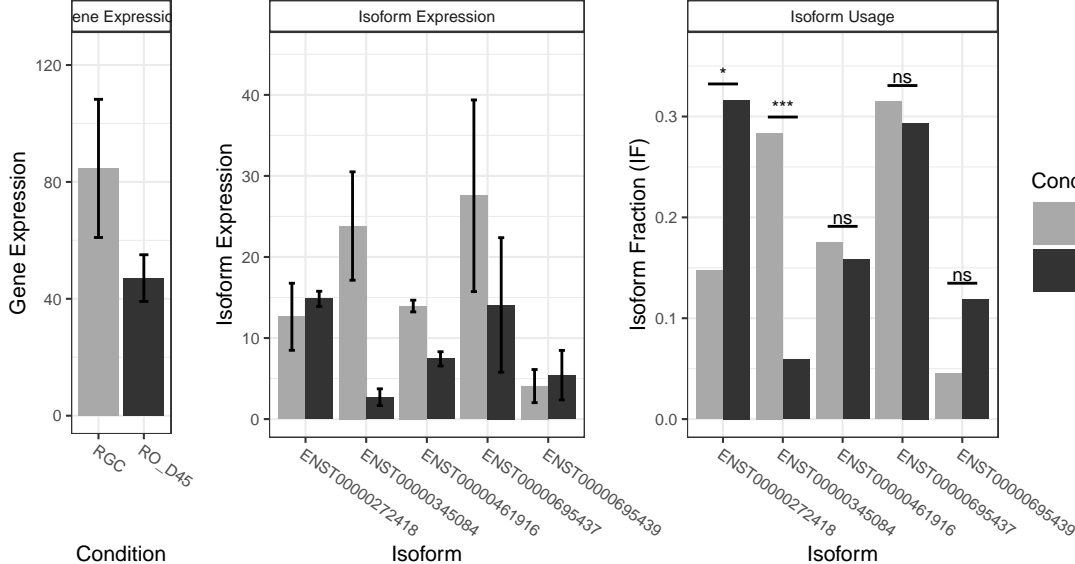 ene Expressio
Gene Expression
120
80
40
0
RGC
RO_D45
Condition
Isoform Expression
Isoform Expression
40
30
20
10
0
ENST00000272418
ENST00000345084
ENST00000461916
ENST00000695437
ENST00000695439
Isoform
Isoform Usage
Isoform Fraction (IF)
0.3
0.2
0.1
0.0
*
***
ns
ns
ns
ENST00000272418
ENST00000345084
ENST00000461916
ENST00000695437
ENST00000695439
Isoform
Conc